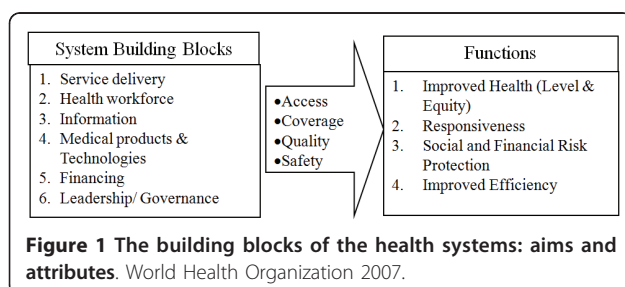 System Building Blocks
1. Service delivery
2. Health workforce
3. Information
4. Medical products &
Technologies
5. Financing
6. Leadership/ Governance
•Access
•Coverage
•Quality
•Safety
Functions
1. Improved Health (Level &
Equity)
2. Responsiveness
3. Social and Financial Risk
Protection
4. Improved Efficiency
Figure 1 The building blocks of the health systems: aims and
attributes. World Health Organization 2007.